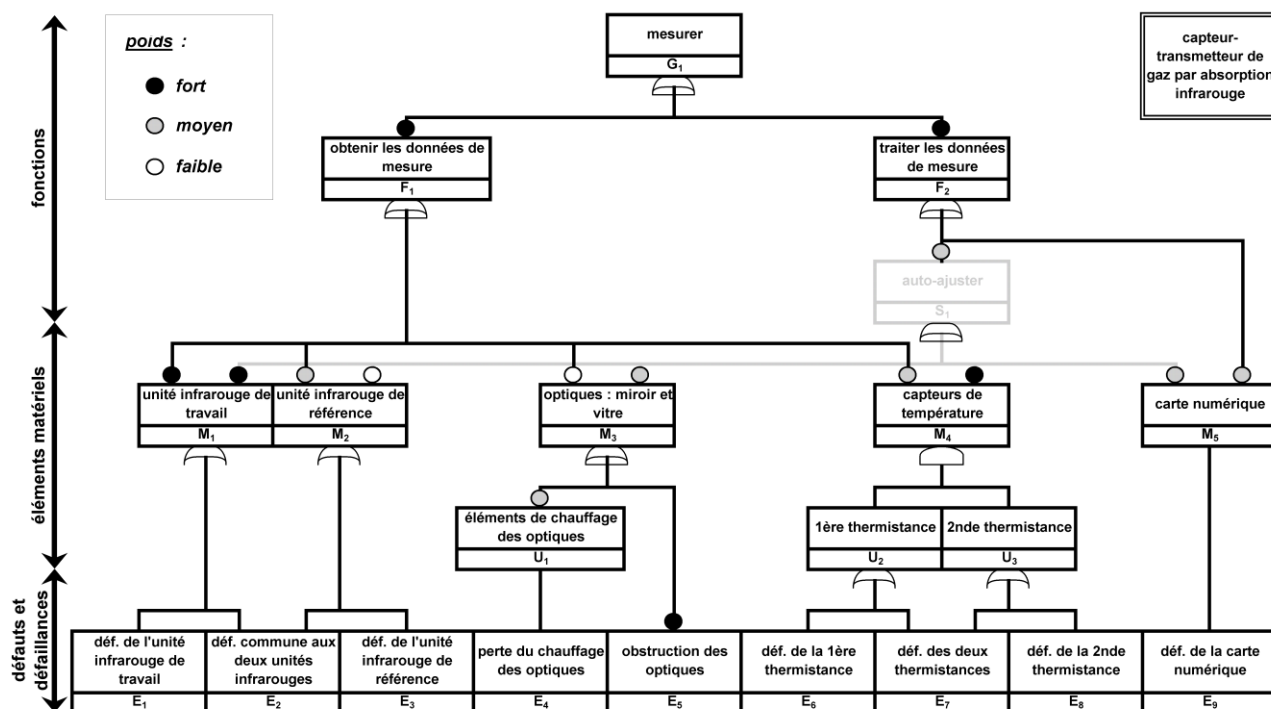 poids :
fort
moyen
faible
mesurer
G1
capteur-
transmetteur de
gaz par absorption
infrarouge
fonctions
obtenir les données de
mesure
F1
traiter les données
de mesure
F2
auto-ajuster
S1
éléments matériels
unité infrarouge de
travail
M1
unité infrarouge de
référence
M2
optiques : miroir et
vitre
M3
capteurs de
température
M4
carte numérique
M5
éléments de chauffage
des optiques
U1
1ère thermistance
U2
2nde thermistance
U3
défauts et
défaillances
déf. de l'unité
infrarouge de
travail
E1
déf. commune aux
deux unités
infrarouges
E2
déf. de l'unité
infrarouge de
référence
E3
perte du chauffage
des optiques
E4
obstruction des
optiques
E5
déf. de la 1ère
thermistance
E6
déf. des deux
thermistances
E7
déf. de la 2nde
thermistance
E8
déf. de la carte
numérique
E9